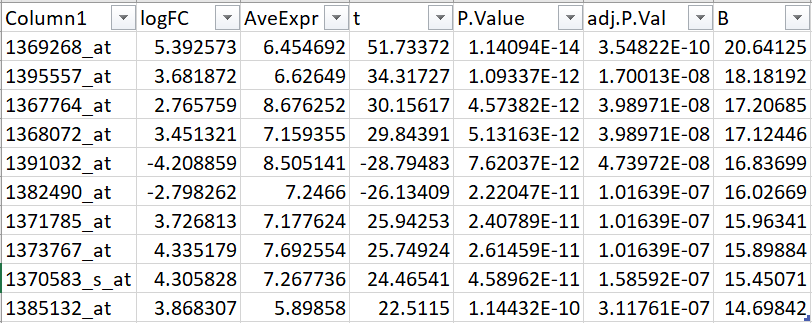 Column1 logFC AveExpr t P.Value adj.P.Val B
1369268_at 5.392573 6.454692 51.73372 1.14094E-14 3.54822E-10 20.64125
1395557_at 3.681872 6.62649 34.31727 1.09337E-12 1.70013E-08 18.18192
1367764_at 2.765759 8.676252 30.15617 4.57382E-12 3.98971E-08 17.20685
1368072_at 3.451321 7.159355 29.84391 5.13163E-12 3.98971E-08 17.12446
1391032_at -4.208859 8.505141 -28.79483 7.62037E-12 4.73972E-08 16.83699
1382490_at -2.798262 7.2466 -26.13409 2.22047E-11 1.01639E-07 16.02669
1371785_at 3.726813 7.177624 25.94253 2.40789E-11 1.01639E-07 15.96341
1373767_at 4.335179 7.692554 25.74924 2.61459E-11 1.01639E-07 15.89884
1370583_s_at 4.305828 7.267736 24.46541 4.58962E-11 1.58592E-07 15.45071
1385132_at 3.868307 5.89858 22.5115 1.14432E-10 3.11761E-07 14.69842